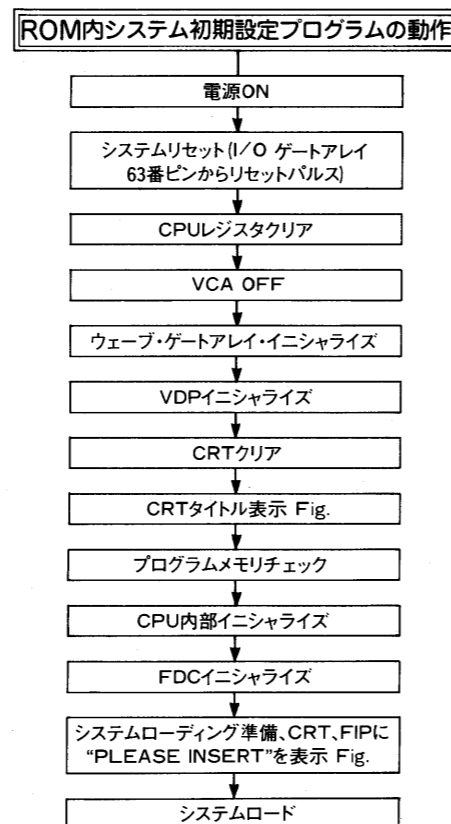 ROM内システム初期設定プログラムの動作
電源ON
システムリセット(I/O ゲートアレイ
63番ピンからリセットパルス)
CPUレジスタクリア
VCA OFF
ウェーブ・ゲートアレイ・イニシャライズ
VDPイニシャライズ
CRTクリア
CRTタイトル表示 Fig.
プログラムメモリチェック
CPU内部イニシャライズ
FDCイニシャライズ
システムローディング準備、CRT、FIPに
“PLEASE INSERT”を表示 Fig.
システムロード